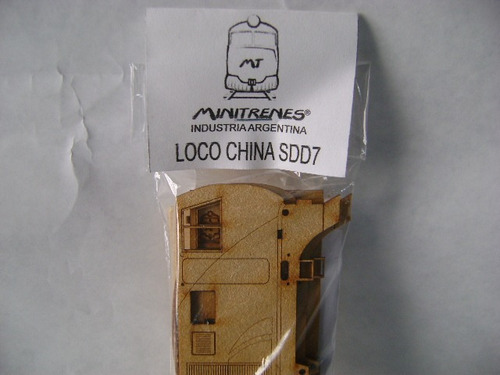 MT
MINITRENES®
INDUSTRIA ARGENTINA
LOCO CHINA SDD7